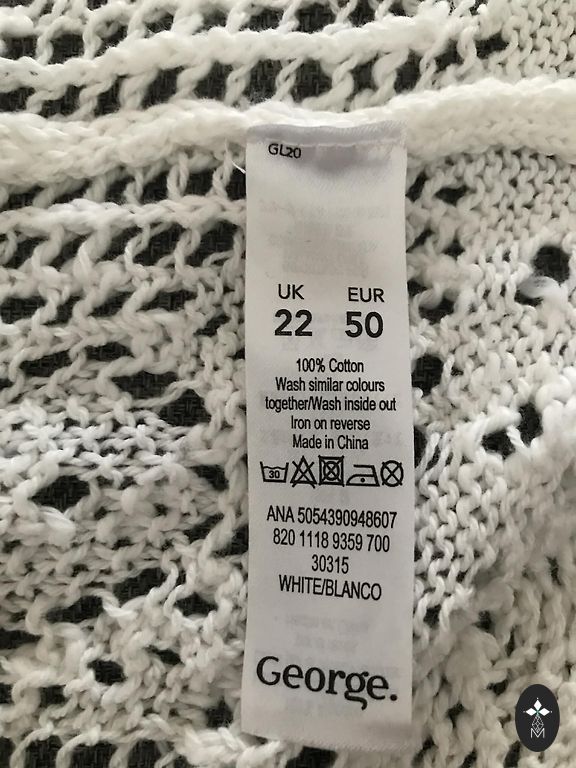 GL20
UK EUR
22 50
100% Cotton
Wash similar colours
together/Wash inside out
Iron on reverse
Made in China
30
ANA 5054390948607
820 1118 9359 700
30315
WHITE/BLANCO
George.
M